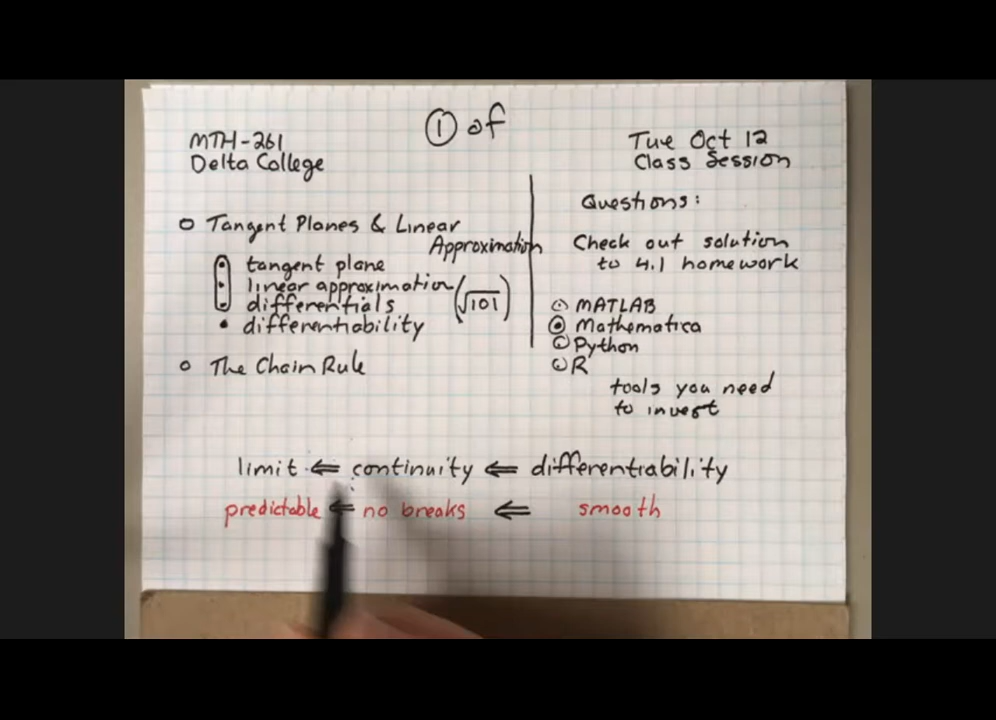 ① of
MTH-261
Delta College
Tue Oct 12
Class Session
○ Tangent Planes & Linear
Approximation
• tangent plane
• linear approximation (√101)
• differentials
• differentiability
○ The Chain Rule
Questions:
Check out solution
to 4.1 homework
MATLAB
Mathematica
Python
R
tools you need
to invest
limit ⇐ continuity ⇐ differentiability
predictable ⇐ no breaks ⇐ smooth